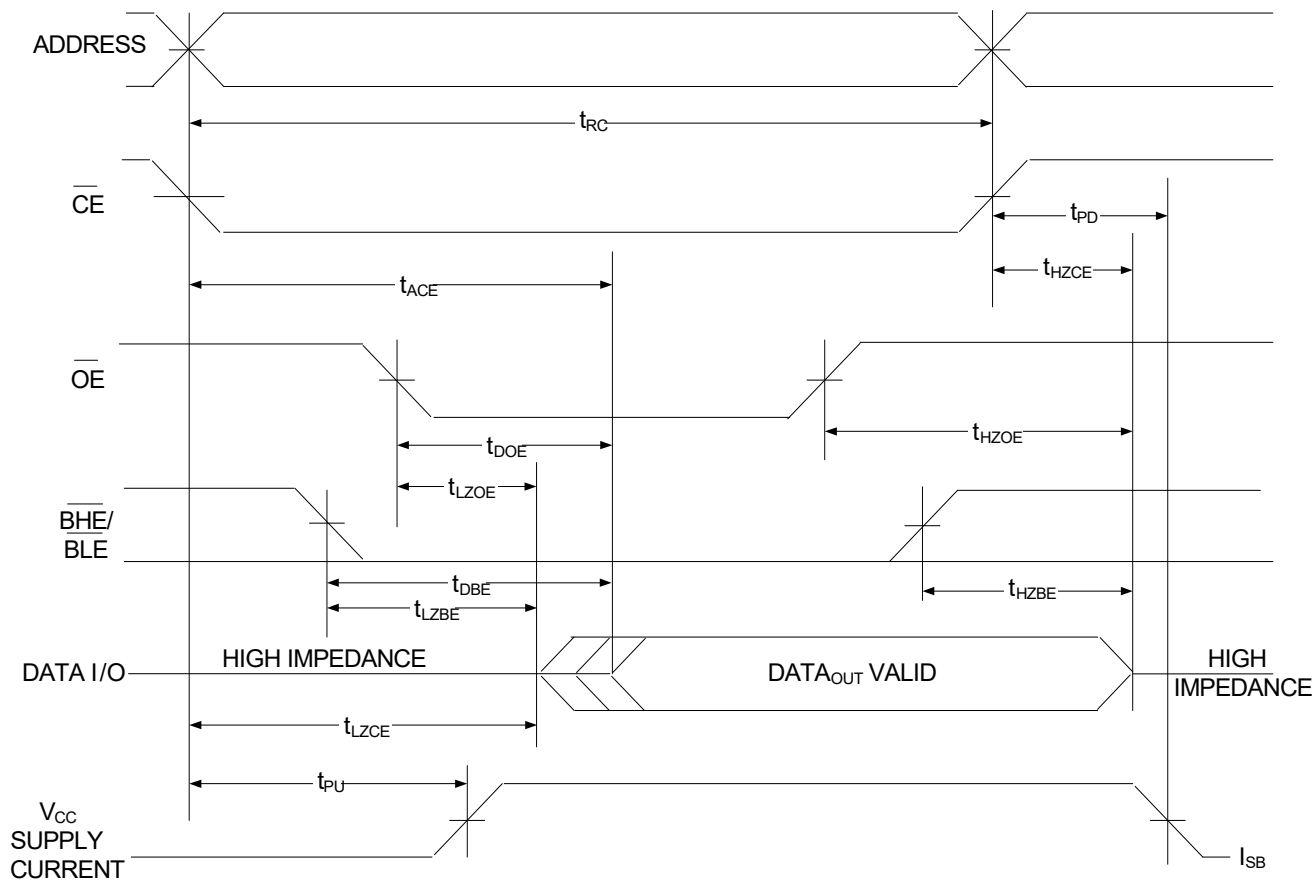 ADDRESS
tRC
CE
tPD
tHZCE
tACE
OE
tDOE
tHZOE
tLZOE
BHE/
BLE
tDBE
tHZBE
tLZBE
HIGH IMPEDANCE
DATA I/O
DATAOUT VALID
HIGH
IMPEDANCE
tLZCE
tPU
VCC
SUPPLY
CURRENT
ISB